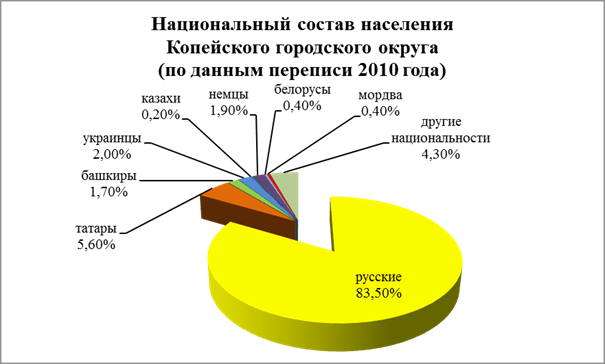 Национальный состав населения
Копейского городского округа
(по данным переписи 2010 года)
казахи
0,20%
немцы
1,90%
белорусы
0,40%
мордва
0,40%
другие
национальности
4,30%
украинцы
2,00%
башкиры
1,70%
татары
5,60%
русские
83,50%